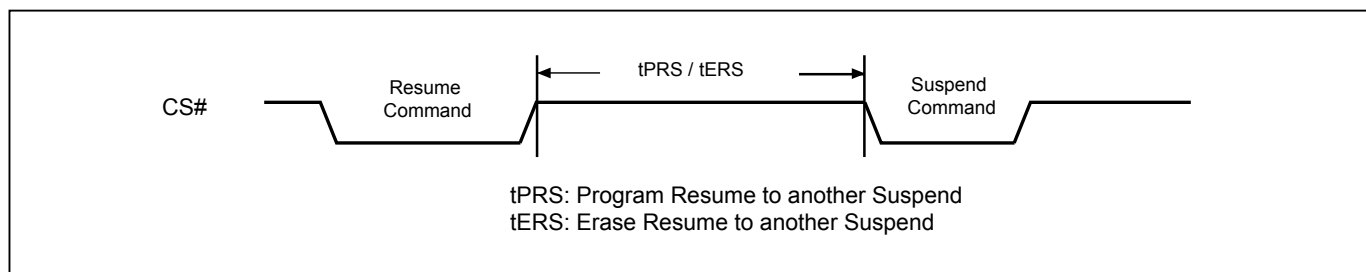 tPRS / tERS
CS#
Resume
Command
Suspend
Command
tPRS: Program Resume to another Suspend
tERS: Erase Resume to another Suspend